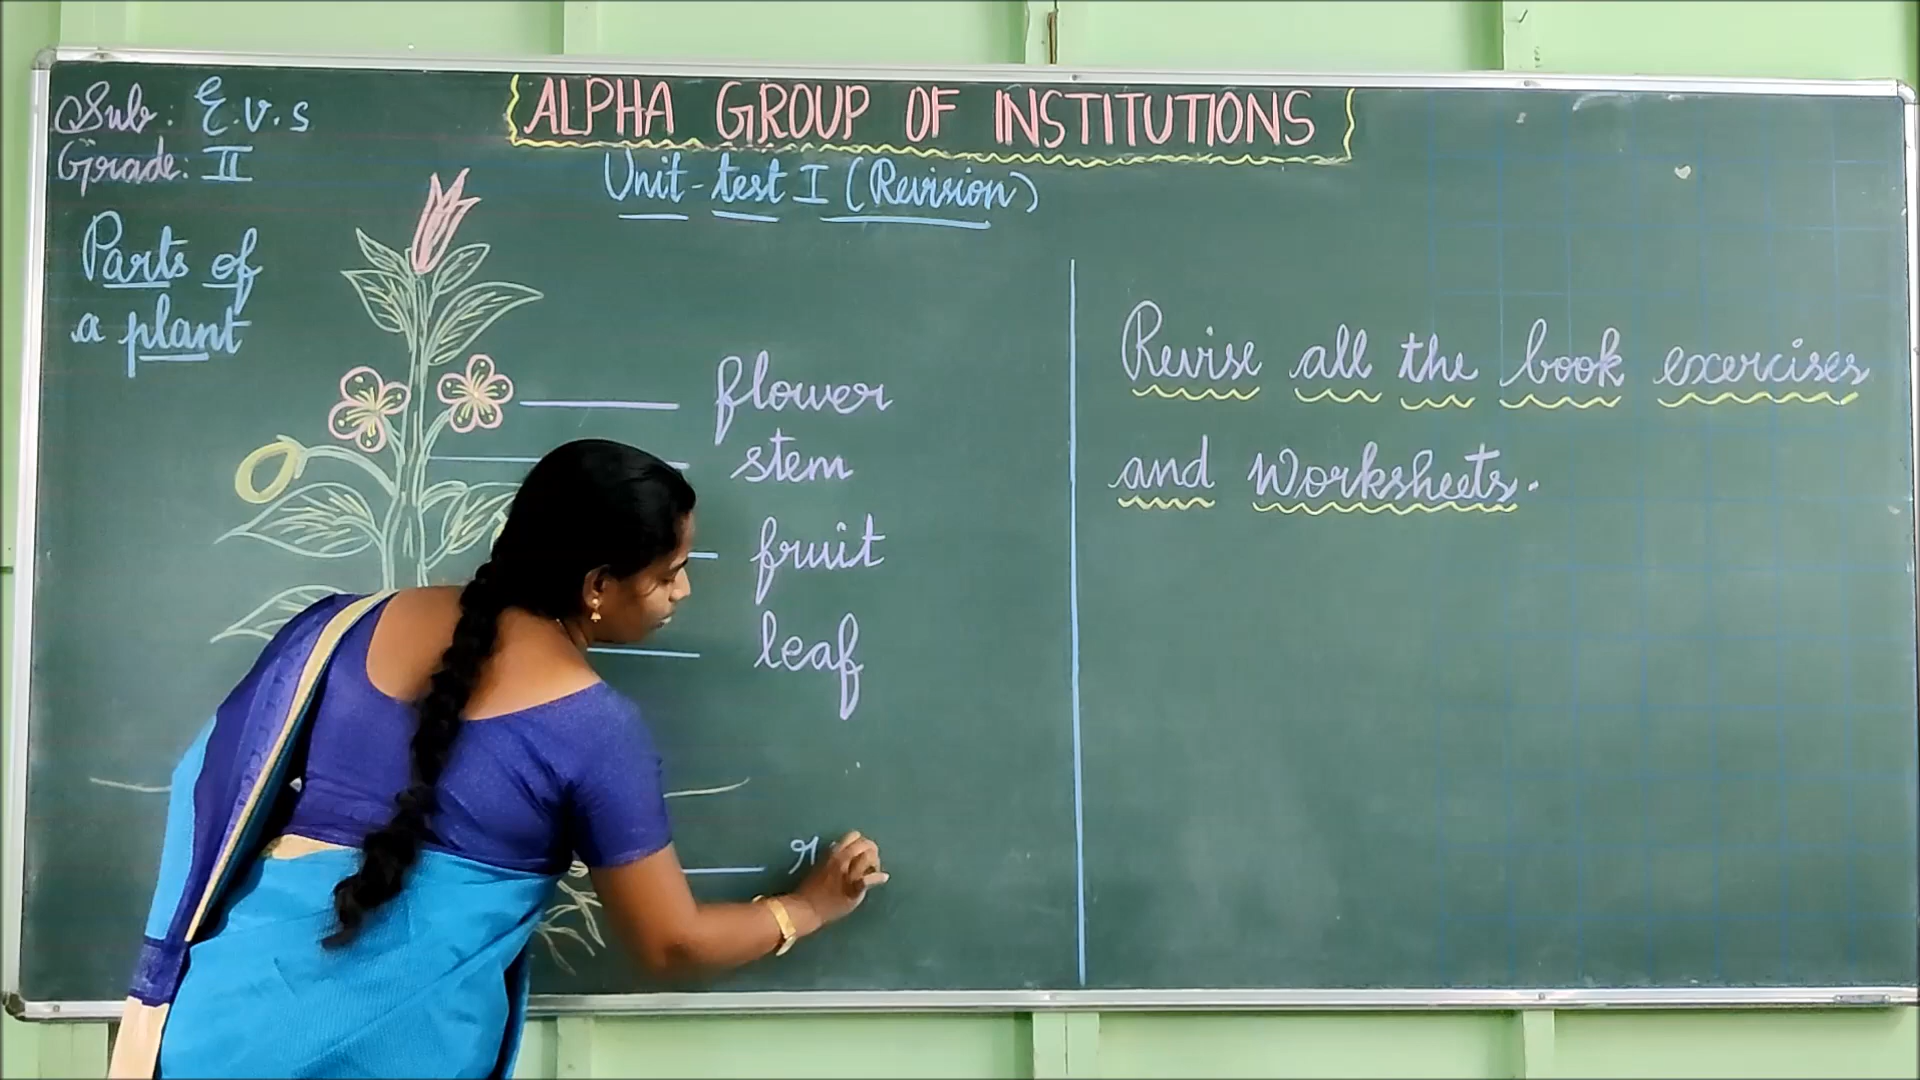 Sub: E.V.S
Grade: II
ALPHA GROUP OF INSTITUTIONS
Unit-test I (Revision)
Parts of
a plant
flower
stem
fruit
leaf
r
Revise all the book exercises
and Worksheets.